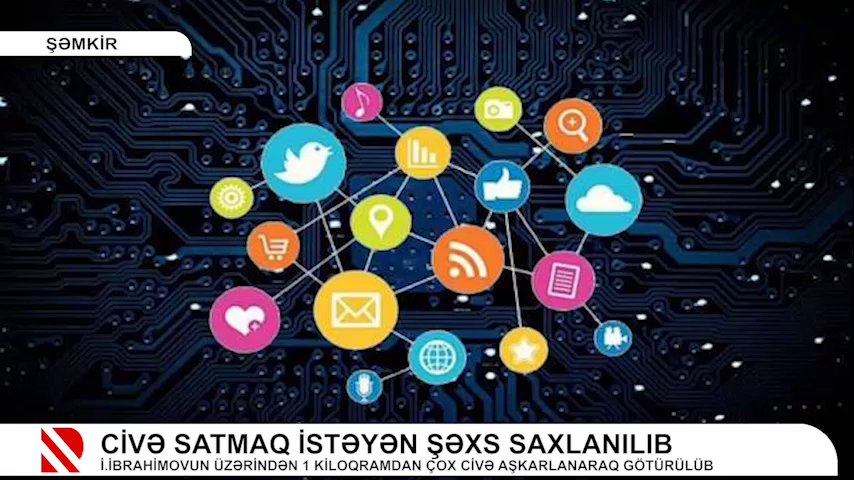 ŞƏMKİR
CİVƏ SATMAQ İSTƏYƏN ŞƏXS SAXLANILIB
İ.İBRAHİMOVUN ÜZƏRİNDƏN 1 KİLOQRAMDAN ÇOX CİVƏ AŞKARLANARAQ GÖTÜRÜLÜB